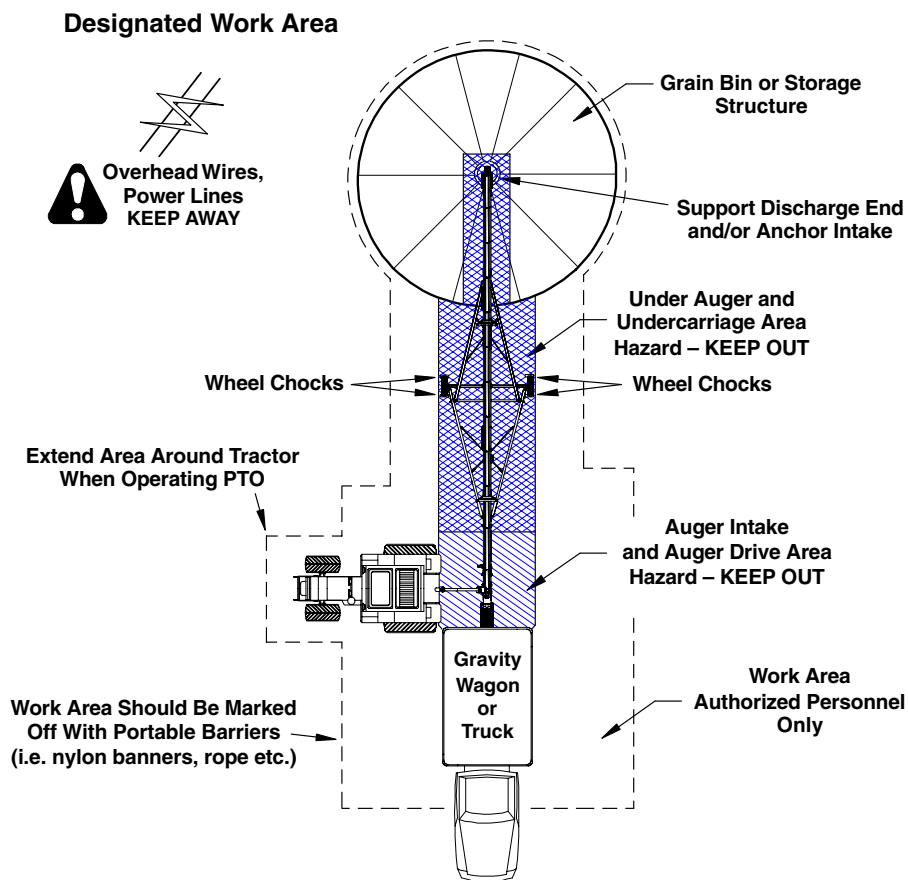 Designated Work Area
Overhead Wires,
Power Lines
KEEP AWAY
Grain Bin or Storage
Structure
Support Discharge End
and/or Anchor Intake
Under Auger and
Undercarriage Area
Hazard – KEEP OUT
Wheel Chocks
Wheel Chocks
Extend Area Around Tractor
When Operating PTO
Auger Intake
and Auger Drive Area
Hazard – KEEP OUT
Gravity
Wagon
or
Truck
Work Area Should Be Marked
Off With Portable Barriers
(i.e. nylon banners, rope etc.)
Work Area
Authorized Personnel
Only